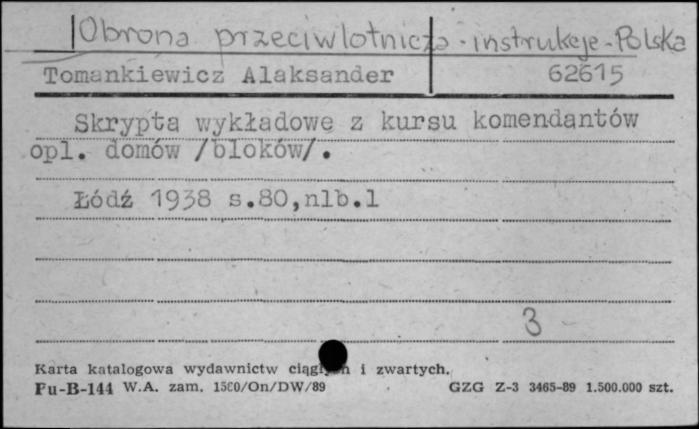 Obrona przeciwlotnicza - instrukcje - Polska
Tomankiewicz Alaksander 62615
Skrypta wykładowe z kursu komendantów
opl. domów /bloków/.
Łódź 1938 s.80,nlb.1
3
Karta katalogowa wydawnictw ciągłych i zwartych.
Pu-B-144 W.A. zam. 1500/On/DW/89 GZG Z-3 3465-89 1.500.000 szt.